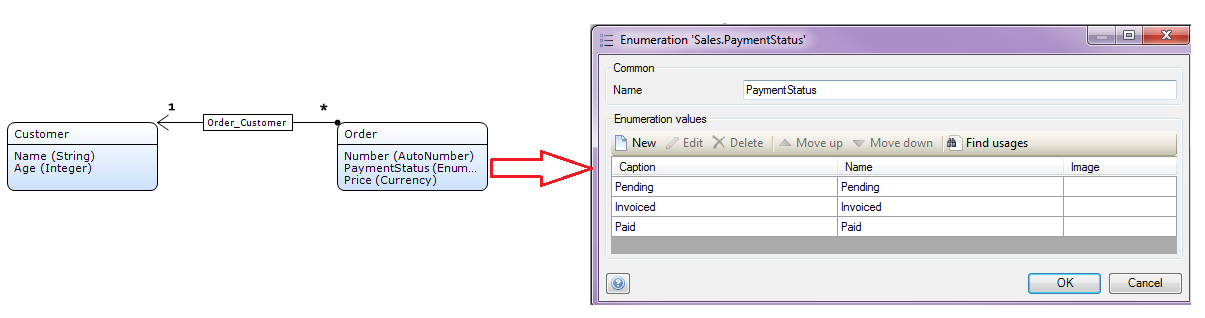 1
*
Order_Customer
Customer
Name (String)
Age (Integer)
Order
Number (AutoNumber)
PaymentStatus (Enum...
Price (Currency)
Enumeration 'Sales.PaymentStatus'
Common
Name PaymentStatus
Enumeration values
New Edit Delete Move up Move down Find usages
Caption Name Image
Pending Pending
Invoiced Invoiced
Paid Paid
? OK Cancel